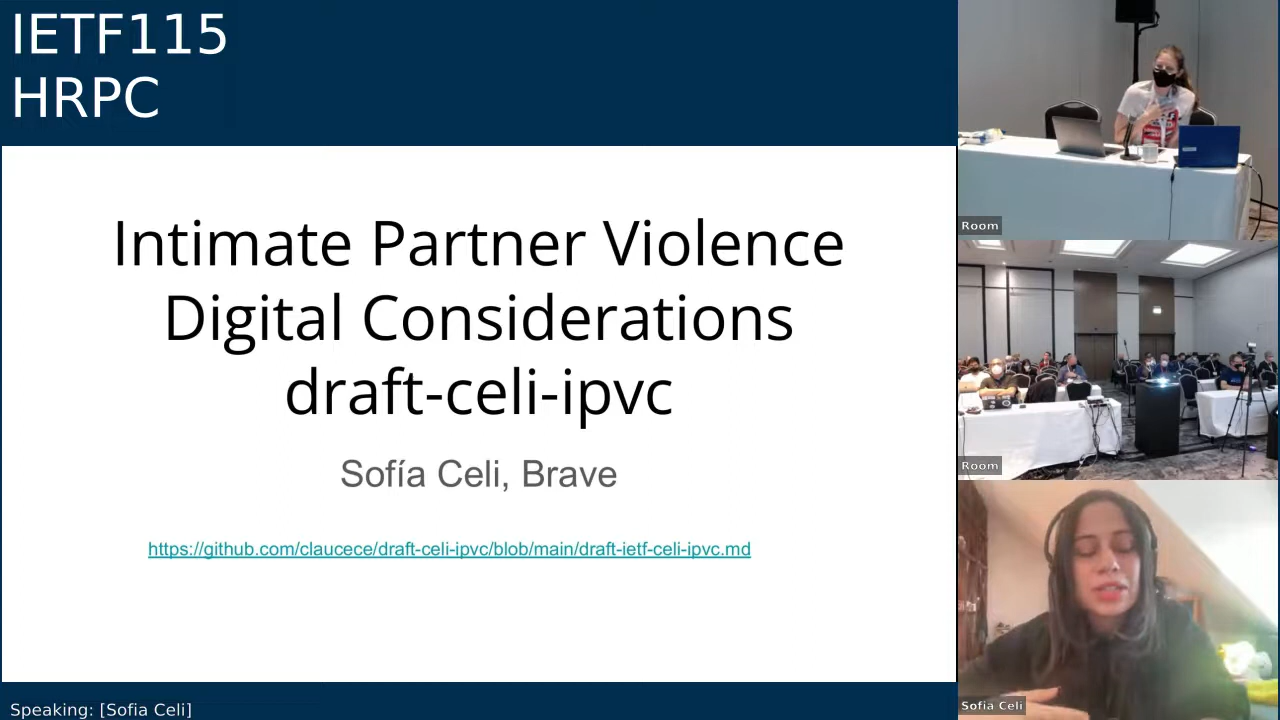 IETF115
HRPC
Intimate Partner Violence
Digital Considerations
draft-celi-ipvc
Sofía Celi, Brave
https://github.com/claucece/draft-celi-ipvc/blob/main/draft-ietf-celi-ipvc.md
Speaking: [Sofia Celi]
Room
Room
Sofia Celi